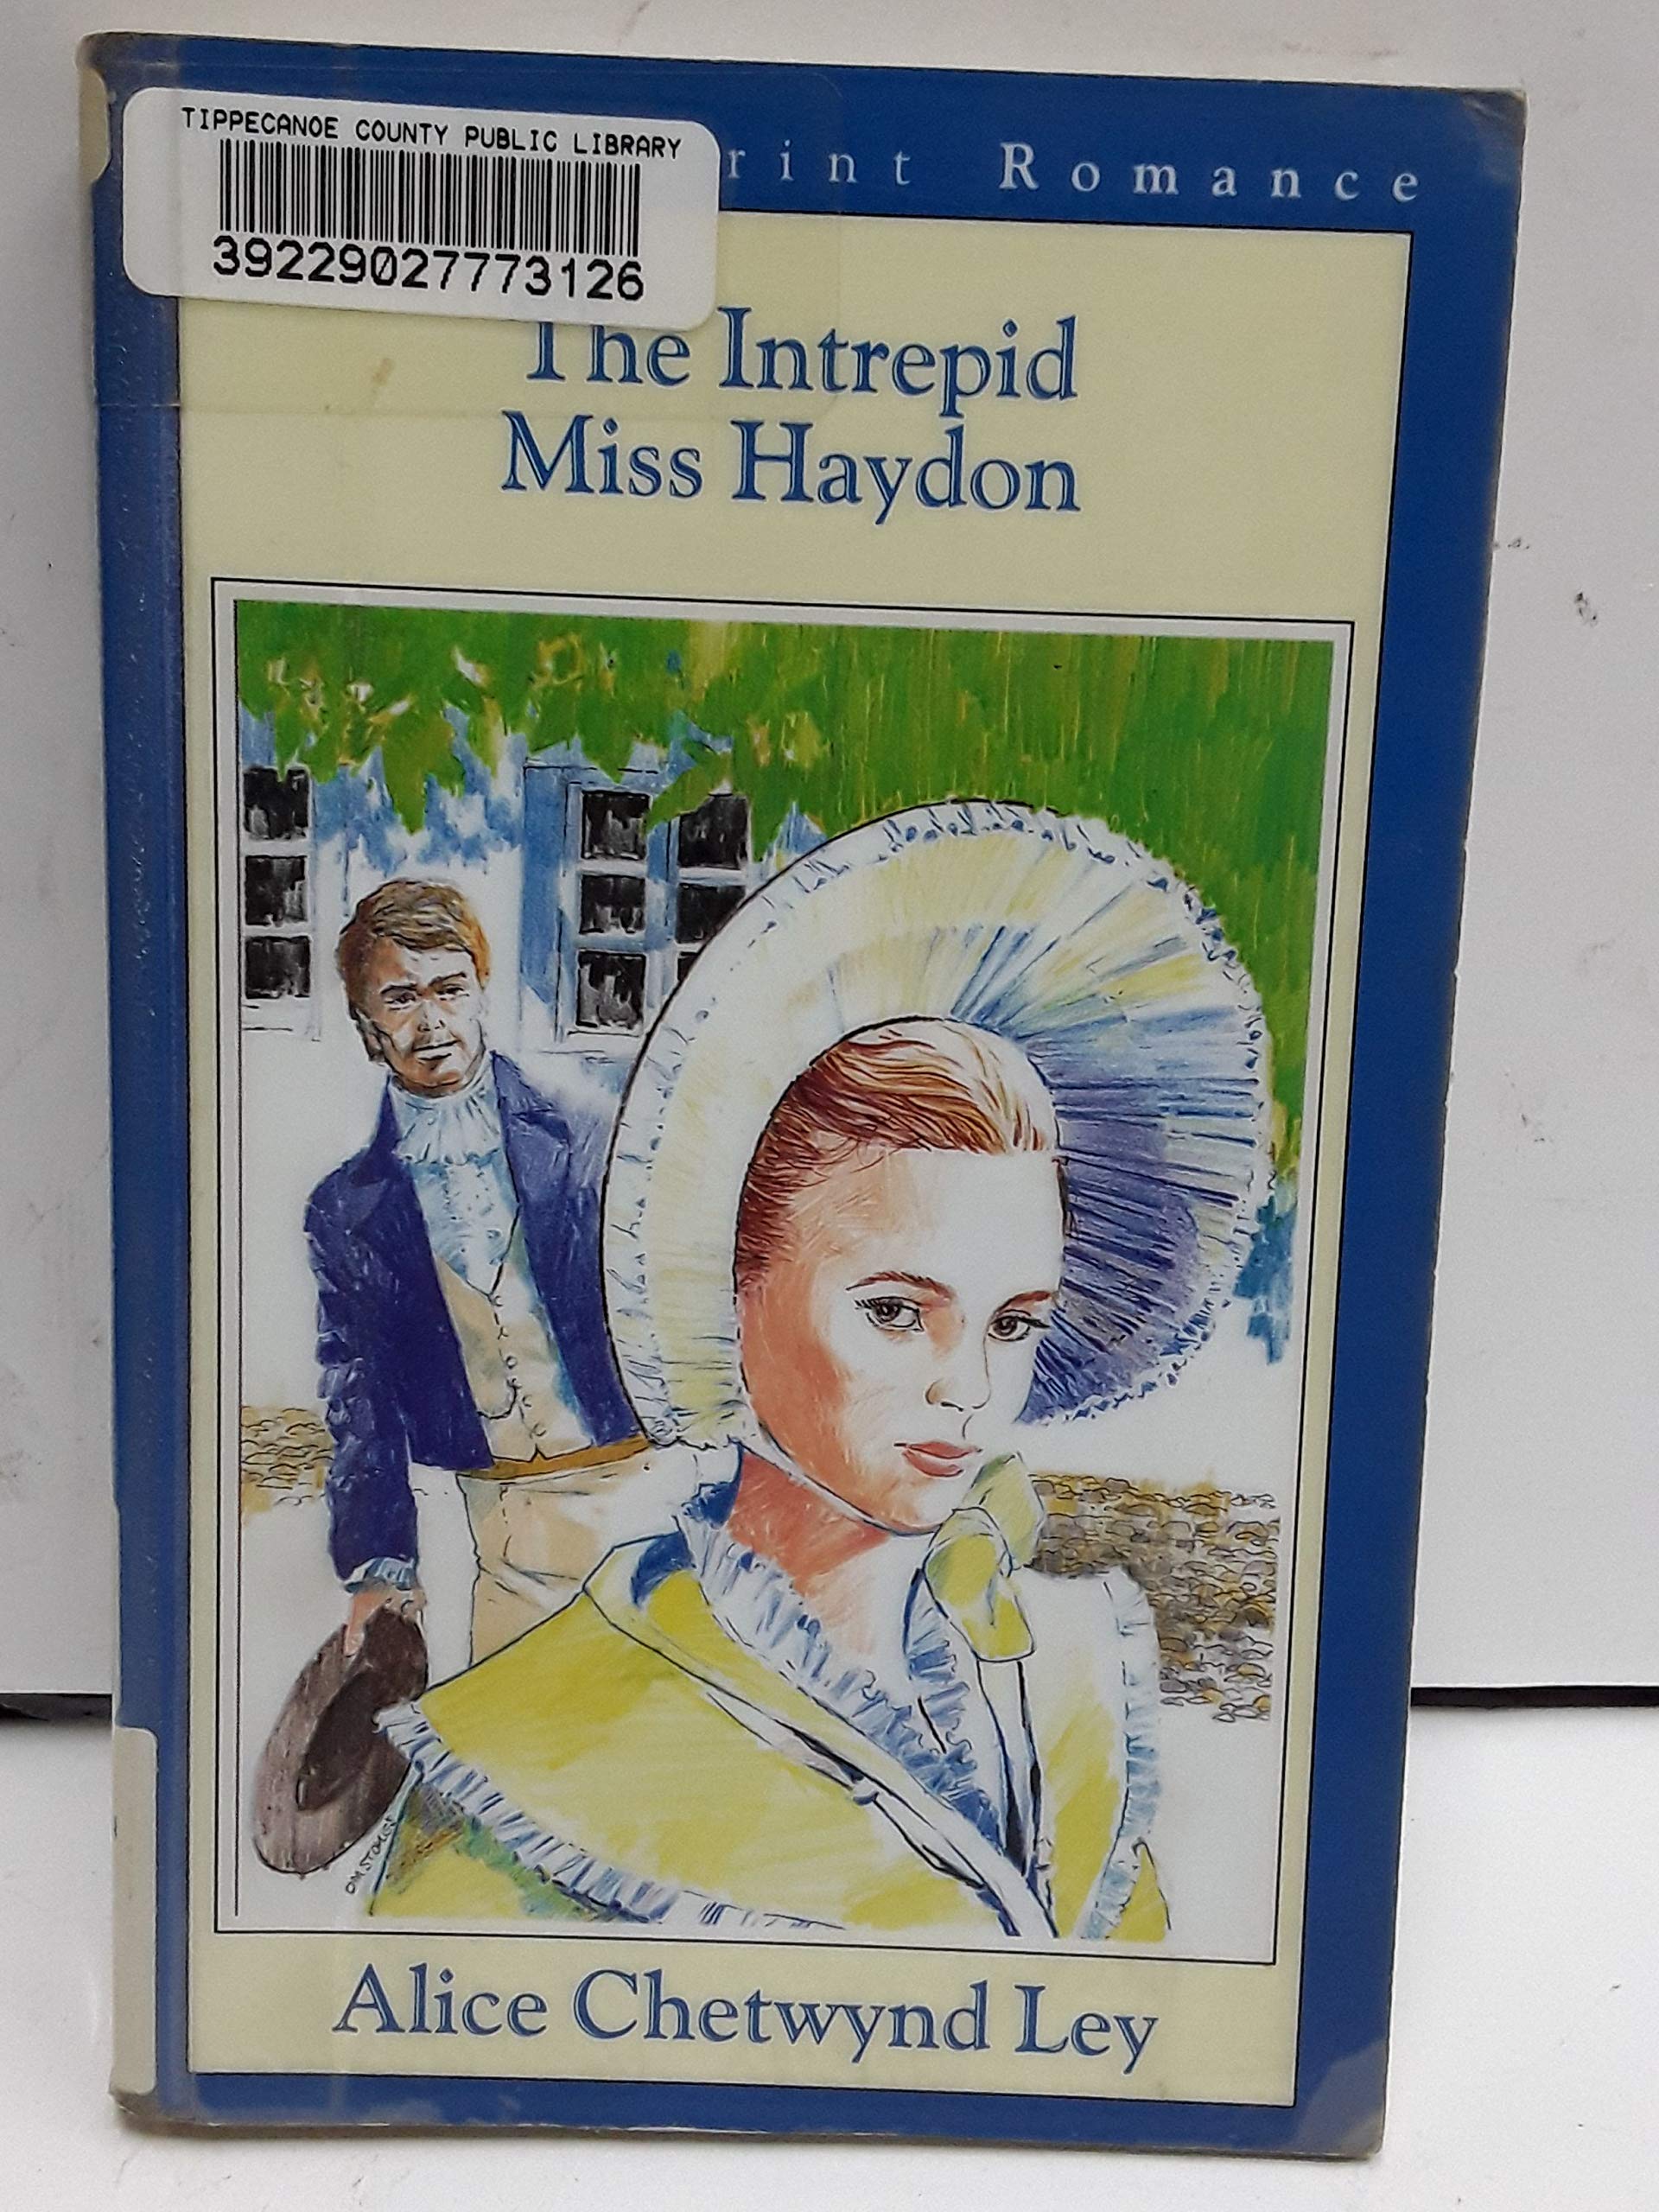 TIPPECANOE COUNTY PUBLIC LIBRARY
39229027773126
rint Romance
The Intrepid
Miss Haydon
Alice Chetwynd Ley